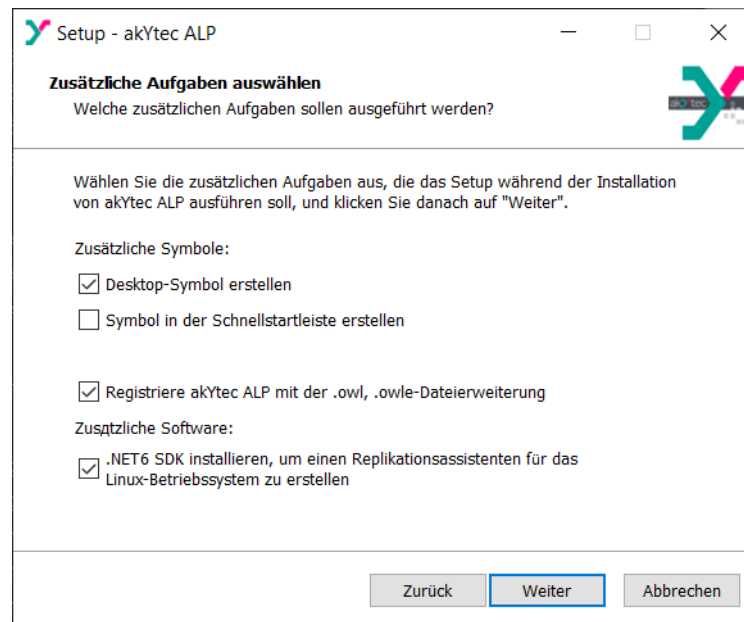 Setup - akYtec ALP
Zusätzliche Aufgaben auswählen
Welche zusätzlichen Aufgaben sollen ausgeführt werden?
akYtec
Wählen Sie die zusätzlichen Aufgaben aus, die das Setup während der Installation
von akYtec ALP ausführen soll, und klicken Sie danach auf "Weiter".
Zusätzliche Symbole:
Desktop-Symbol erstellen
Symbol in der Schnellstartleiste erstellen
Registriere akYtec ALP mit der .owl, .owle-Dateierweiterung
Zusдtzliche Software:
.NET6 SDK installieren, um einen Replikationsassistenten für das
Linux-Betriebssystem zu erstellen
Zurück
Weiter
Abbrechen